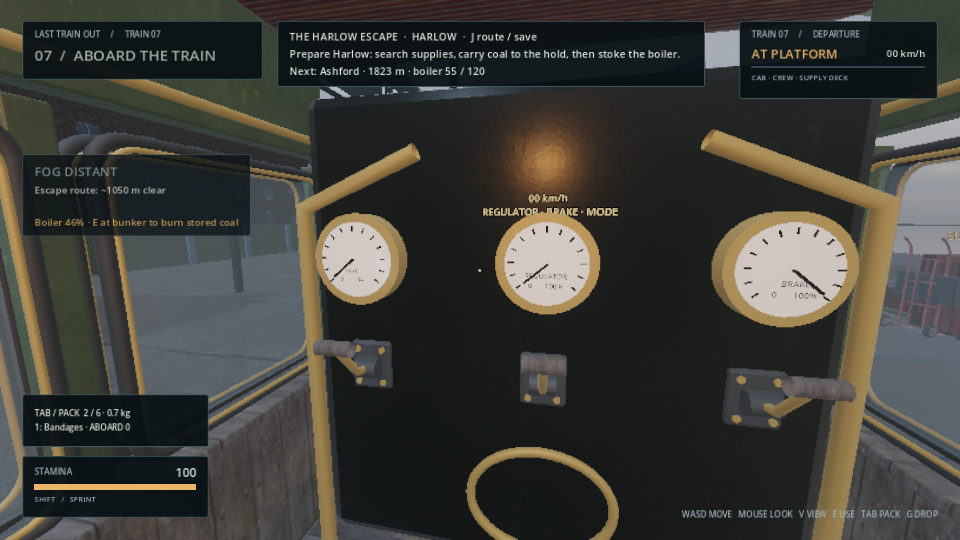 LAST TRAIN OUT / TRAIN 07
07 / ABOARD THE TRAIN
THE HARLOW ESCAPE · HARLOW · J route / save
Prepare Harlow: search supplies, carry coal to the hold, then stoke the boiler.
Next: Ashford · 1823 m · boiler 55 / 120
TRAIN 07 / DEPARTURE
AT PLATFORM 00 km/h
CAB · CREW · SUPPLY DECK
FOG DISTANT
Escape route: ~1050 m clear
Boiler 46% · E at bunker to burn stored coal
00 km/h
REGULATOR · BRAKE · MODE
REGULATOR
0 100%
BRAKE
0 100%
TAB / PACK 2 / 6 · 0.7 kg
1: Bandages · ABOARD 0
STAMINA 100
SHIFT / SPRINT
WASD MOVE MOUSE LOOK V VIEW E USE TAB PACK G DROP